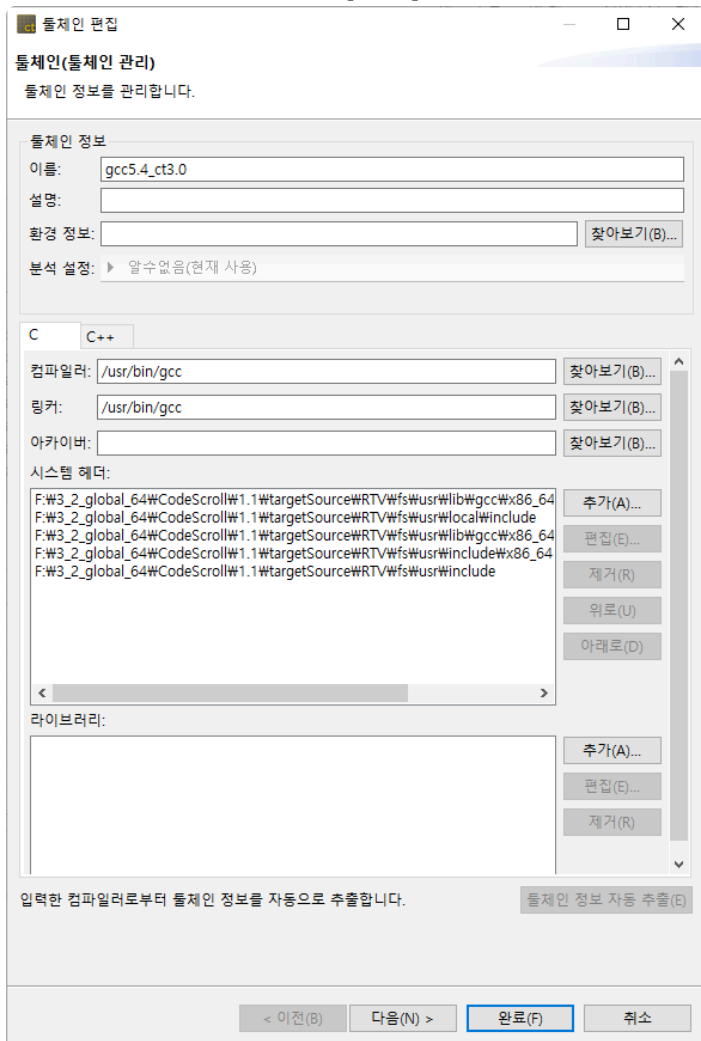 ct 툴체인 편집
툴체인(툴체인 관리)
툴체인 정보를 관리합니다.
툴체인 정보
이름: gcc5.4_ct3.0
설명:
환경 정보: 찾아보기(B)...
분석 설정: 알수없음(현재 사용)
C C++
컴파일러: /usr/bin/gcc 찾아보기(B)...
링커: /usr/bin/gcc 찾아보기(B)...
아카이버: 찾아보기(B)...
시스템 헤더:
F:₩3_2_global_64₩CodeScroll₩1.1₩targetSource₩RTV₩fs₩usr₩lib₩gcc₩x86_64
F:₩3_2_global_64₩CodeScroll₩1.1₩targetSource₩RTV₩fs₩usr₩local₩include
F:₩3_2_global_64₩CodeScroll₩1.1₩targetSource₩RTV₩fs₩usr₩lib₩gcc₩x86_64
F:₩3_2_global_64₩CodeScroll₩1.1₩targetSource₩RTV₩fs₩usr₩include₩x86_64
F:₩3_2_global_64₩CodeScroll₩1.1₩targetSource₩RTV₩fs₩usr₩include
추가(A)...
편집(E)...
제거(R)
위로(U)
아래로(D)
라이브러리:
추가(A)...
편집(E)...
제거(R)
입력한 컴파일러로부터 툴체인 정보를 자동으로 추출합니다. 툴체인 정보 자동 추출(E)
< 이전(B) 다음(N) > 완료(F) 취소